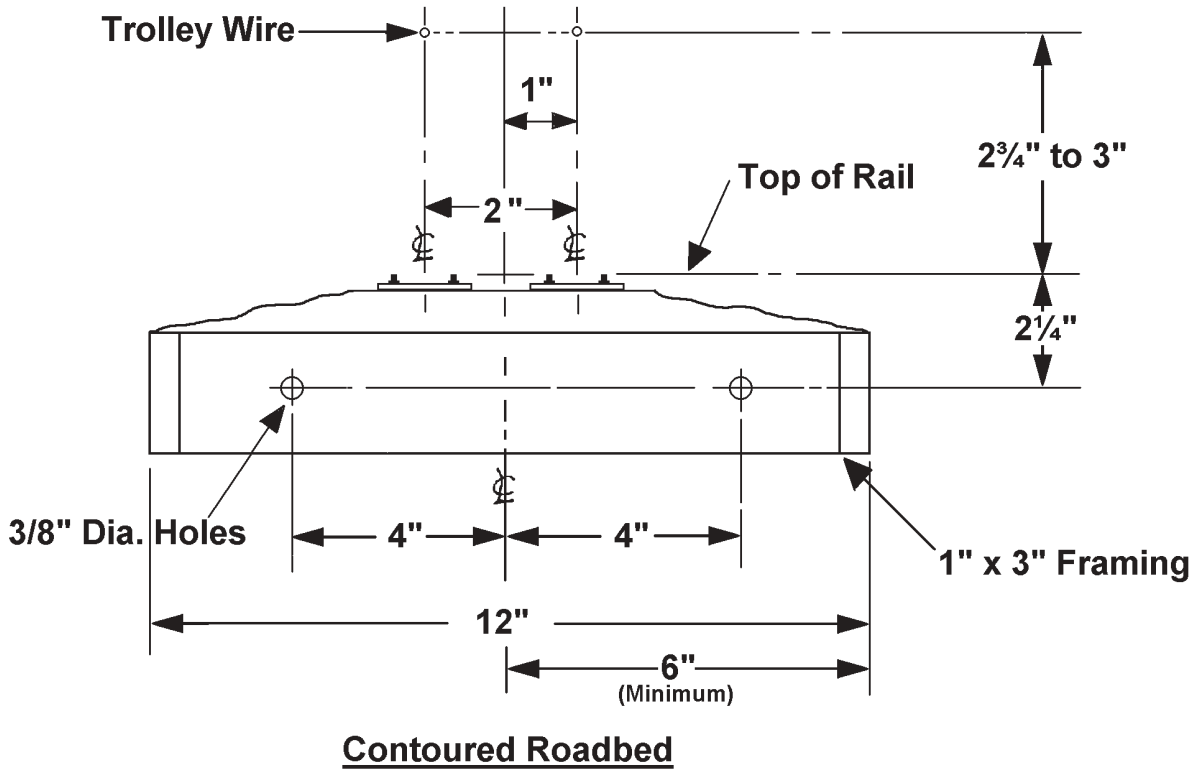 Trolley Wire
1"
2¾" to 3"
Top of Rail
2"
℄ ℄
2¼"
℄
3/8" Dia. Holes
4" 4"
1" x 3" Framing
12"
6"
(Minimum)
Contoured Roadbed